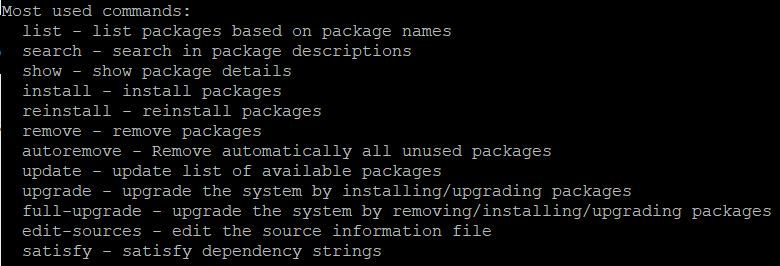 Most used commands:
  list - list packages based on package names
  search - search in package descriptions
  show - show package details
  install - install packages
  reinstall - reinstall packages
  remove - remove packages
  autoremove - Remove automatically all unused packages
  update - update list of available packages
  upgrade - upgrade the system by installing/upgrading packages
  full-upgrade - upgrade the system by removing/installing/upgrading packages
  edit-sources - edit the source information file
  satisfy - satisfy dependency strings